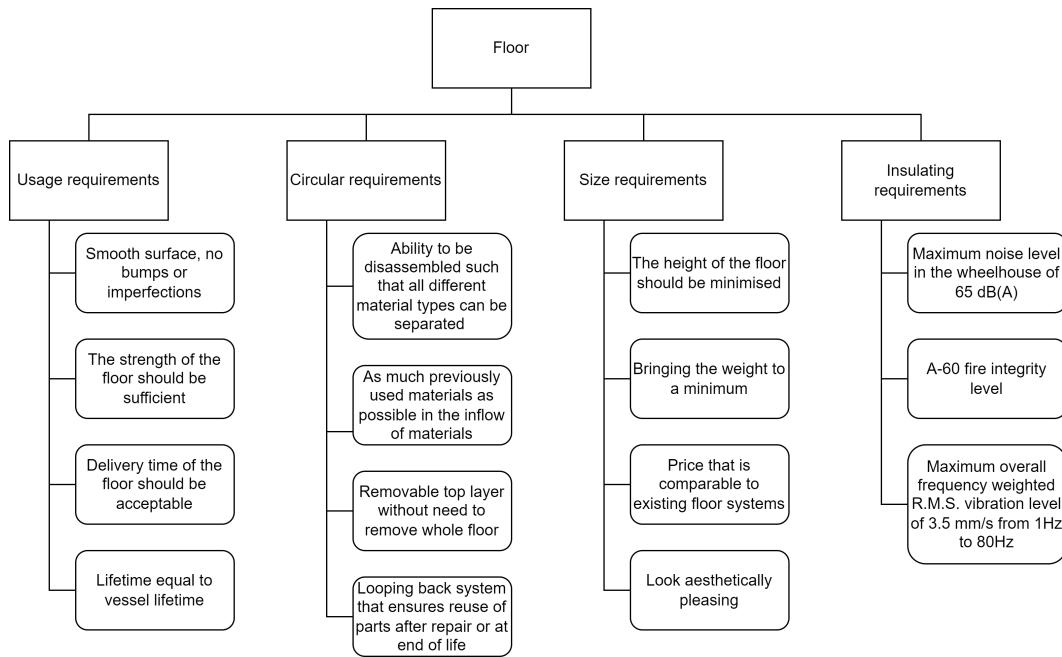 Floor
Usage requirements
Smooth surface, no
bumps or
imperfections
The strength of the
floor should be
sufficient
Delivery time of the
floor should be
acceptable
Lifetime equal to
vessel lifetime
Circular requirements
Ability to be
disassembled such
that all different
material types can be
separated
As much previously
used materials as
possible in the inflow
of materials
Removable top layer
without need to
remove whole floor
Looping back system
that ensures reuse of
parts after repair or at
end of life
Size requirements
The height of the floor
should be minimised
Bringing the weight to
a minimum
Price that is
comparable to
existing floor systems
Look aesthetically
pleasing
Insulating
requirements
Maximum noise level
in the wheelhouse of
65 dB(A)
A-60 fire integrity
level
Maximum overall
frequency weighted
R.M.S. vibration level
of 3.5 mm/s from 1Hz
to 80Hz